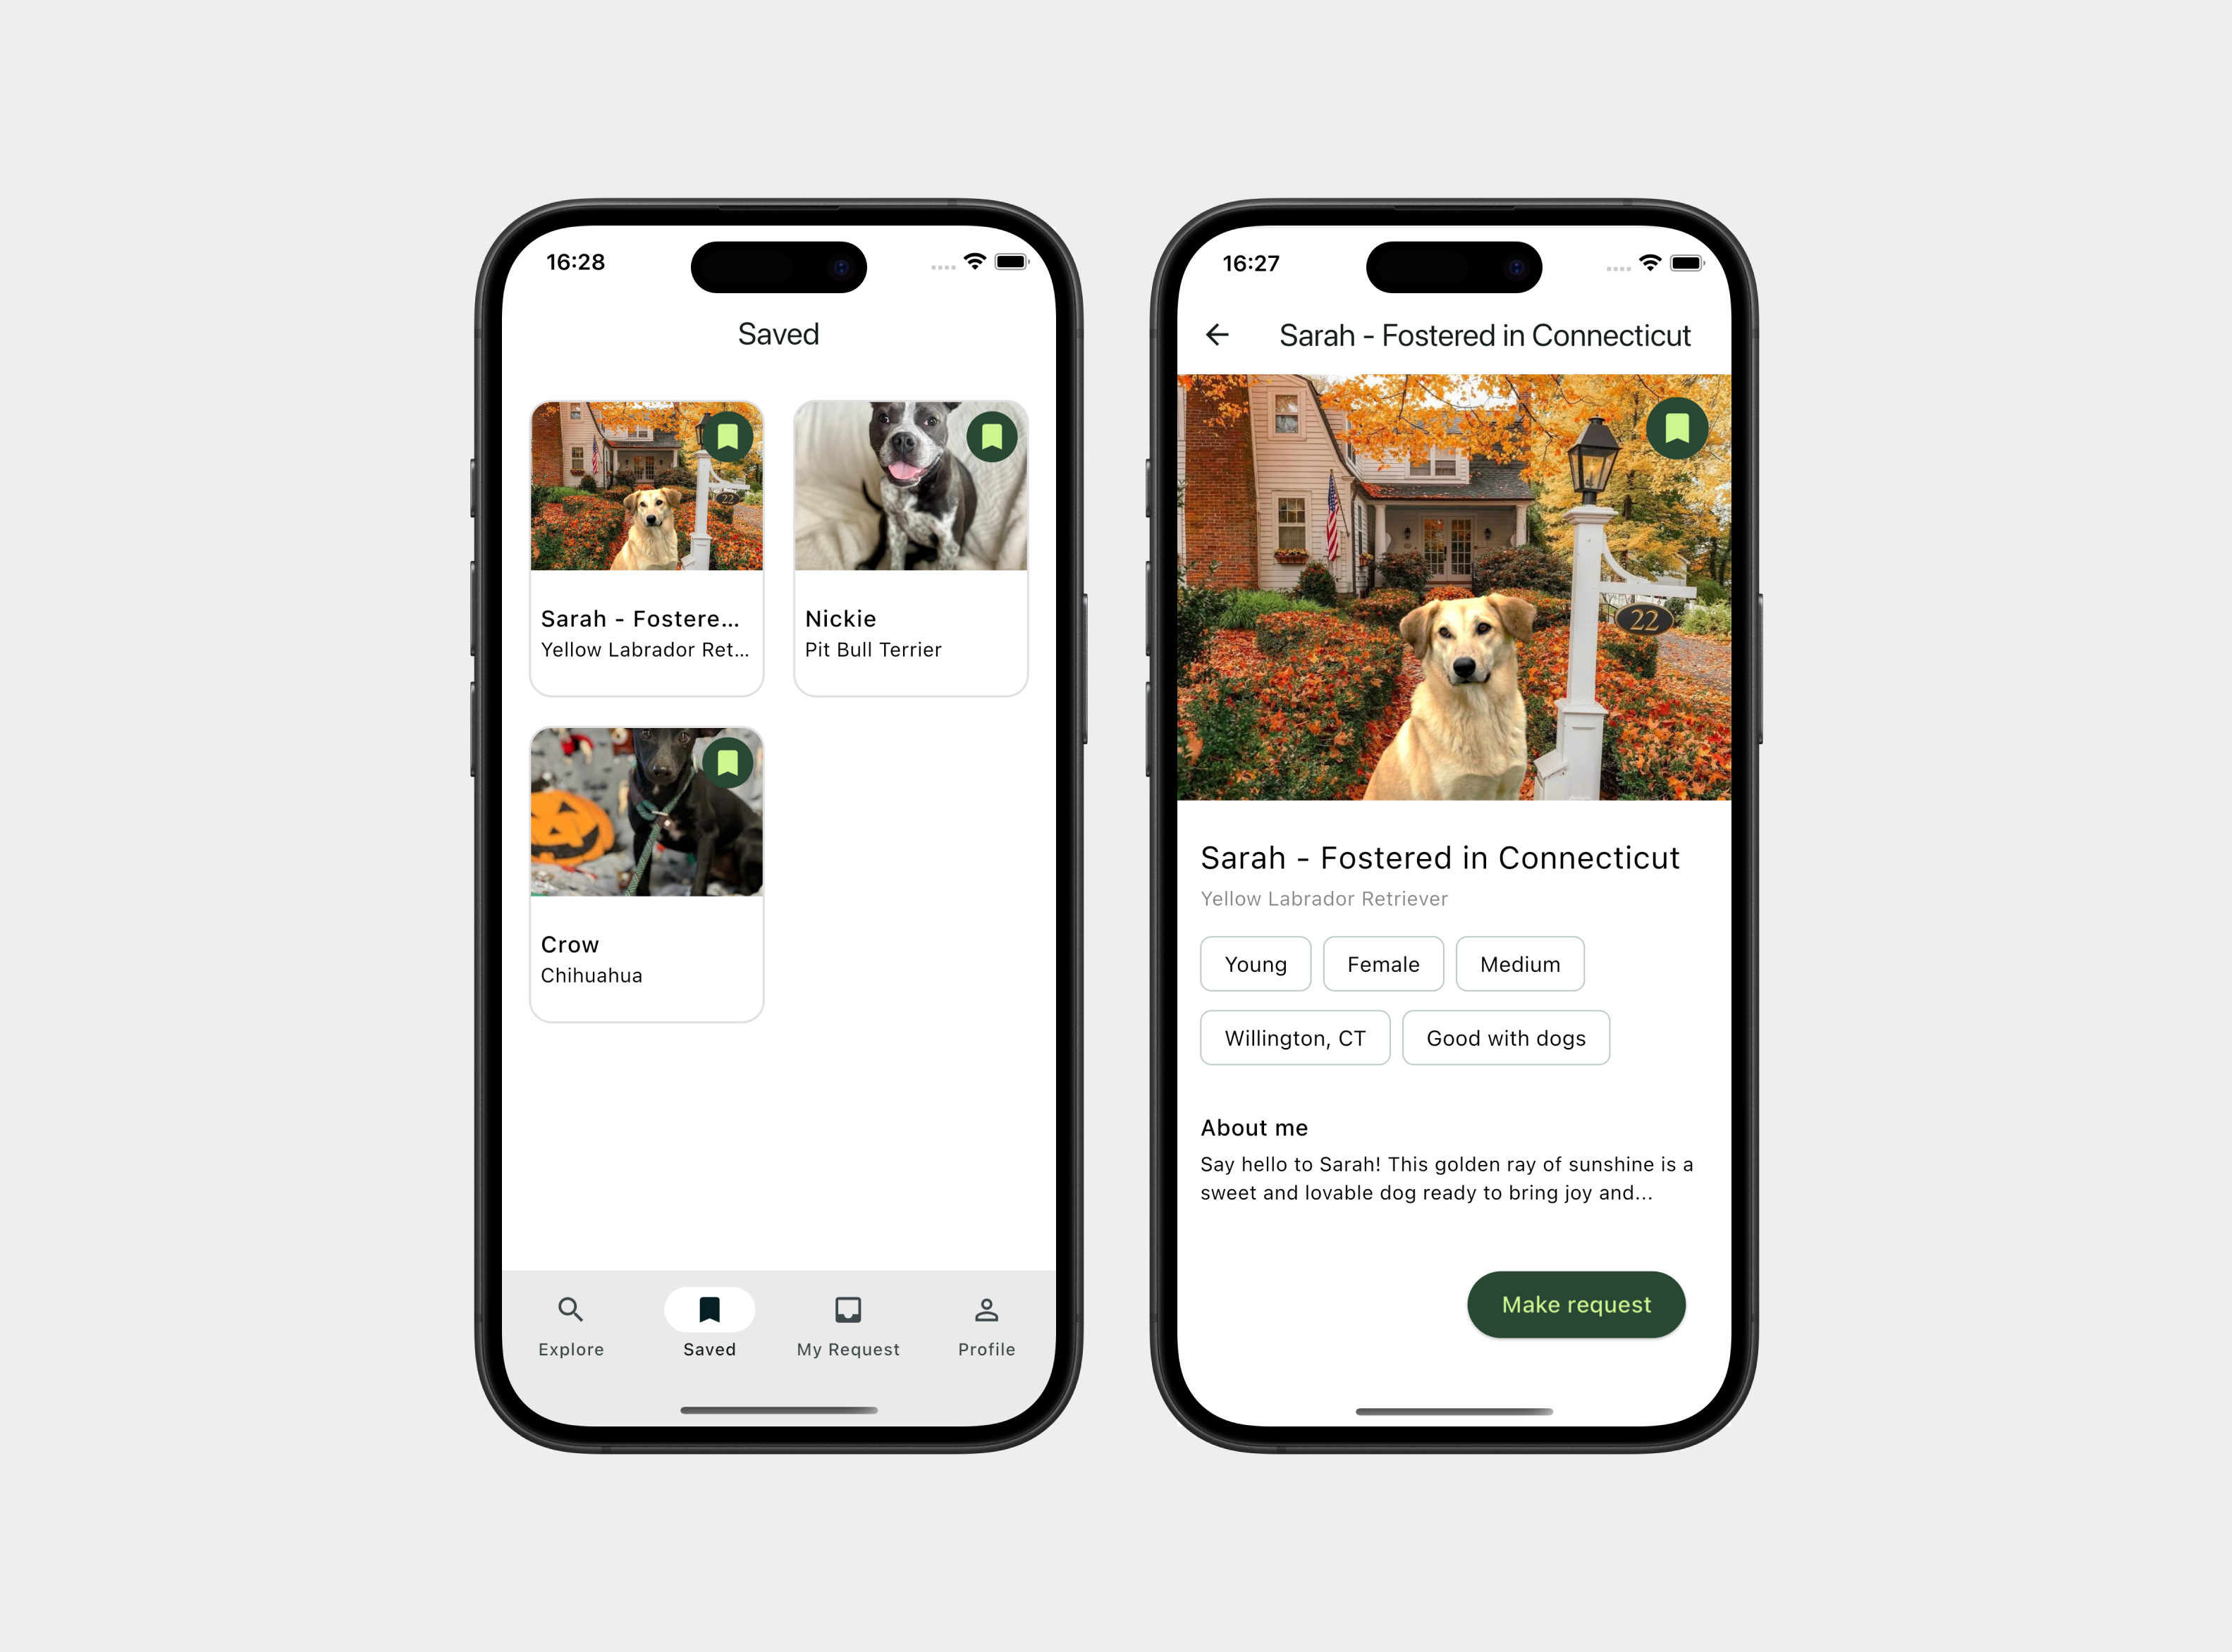 16:28
Saved
22
Sarah - Fostere...
Yellow Labrador Ret...
Nickie
Pit Bull Terrier
Crow
Chihuahua
Explore
Saved
My Request
Profile
16:27
Sarah - Fostered in Connecticut
22
Sarah - Fostered in Connecticut
Yellow Labrador Retriever
Young
Female
Medium
Willington, CT
Good with dogs
About me
Say hello to Sarah! This golden ray of sunshine is a
sweet and lovable dog ready to bring joy and...
Make request